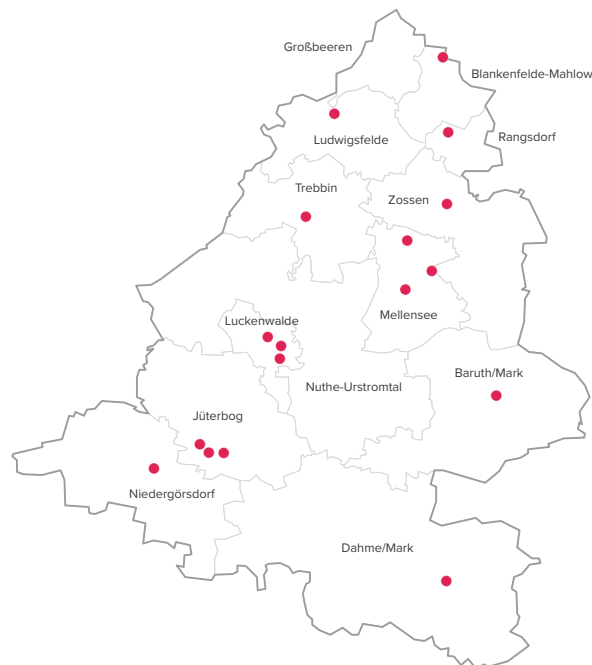 Großbeeren
Blankenfelde-Mahlow
Rangsdorf
Ludwigsfelde
Trebbin
Zossen
Mellensee
Luckenwalde
Baruth/Mark
Nuthe-Urstromtal
Jüterbog
Niedergörsdorf
Dahme/Mark